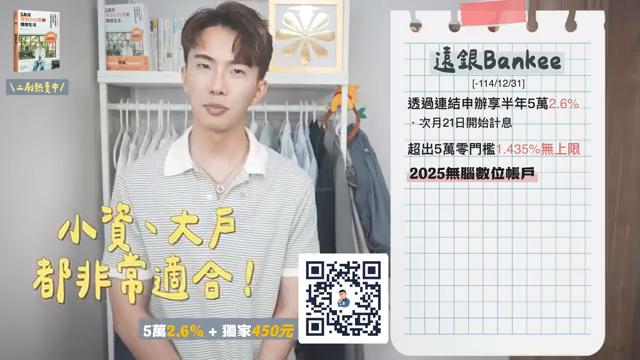 \二刷熱賣中/
遠銀Bankee
[-114/12/31]
透過連結申辦享半年5萬2.6%
．次月21日開始計息
超出5萬零門檻1.435%無上限
2025無腦數位帳戶
小資、大戶
都非常適合！
5萬2.6% + 獨家450元